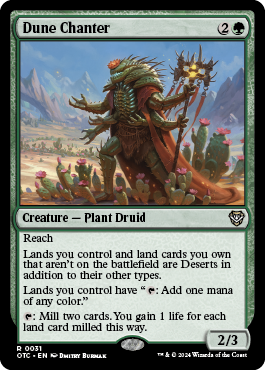 Dune Chanter 2
Creature — Plant Druid
Reach
Lands you control and land cards you own
that aren't on the battlefield are Deserts in
addition to their other types.
Lands you control have “: Add one mana
of any color.”
: Mill two cards. You gain 1 life for each
land card milled this way.
2/3
R 0031
OTC • EN Dmitry Burmak
™ & © 2024 Wizards of the Coast